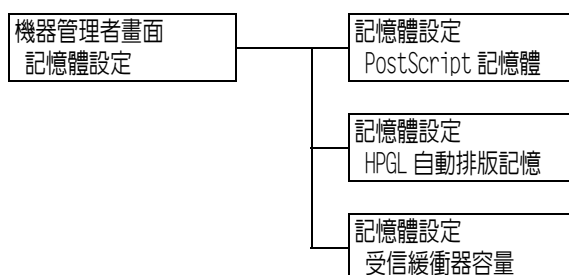 機器管理者畫面
記憶體設定
記憶體設定
PostScript 記憶體
記憶體設定
HPGL 自動排版記憶
記憶體設定
受信緩衝器容量